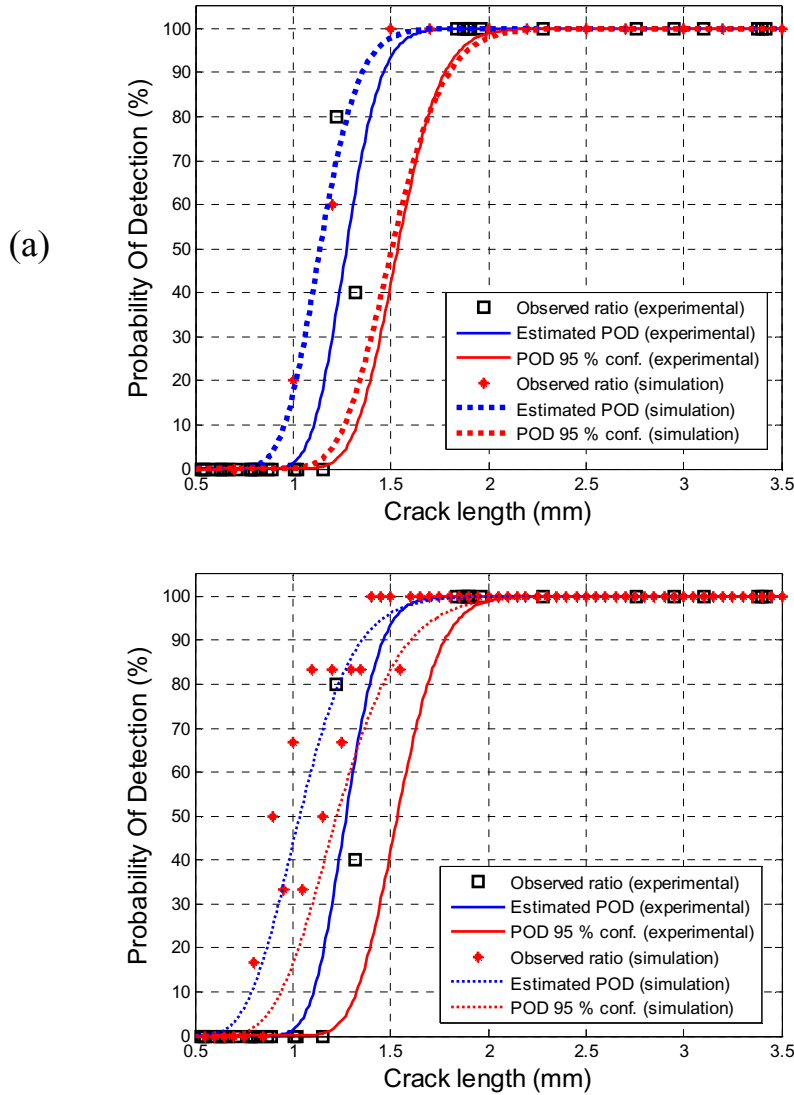 (a)
Probability Of Detection (%)
100
90
80
70
60
50
40
30
20
10
0
0.5
1
1.5
2
2.5
3
3.5
Crack length (mm)
Observed ratio (experimental)
Estimated POD (experimental)
POD 95 % conf. (experimental)
Observed ratio (simulation)
Estimated POD (simulation)
POD 95 % conf. (simulation)
Probability Of Detection (%)
100
90
80
70
60
50
40
30
20
10
0
0.5
1
1.5
2
2.5
3
3.5
Crack length (mm)
Observed ratio (experimental)
Estimated POD (experimental)
POD 95 % conf. (experimental)
Observed ratio (simulation)
Estimated POD (simulation)
POD 95 % conf. (simulation)